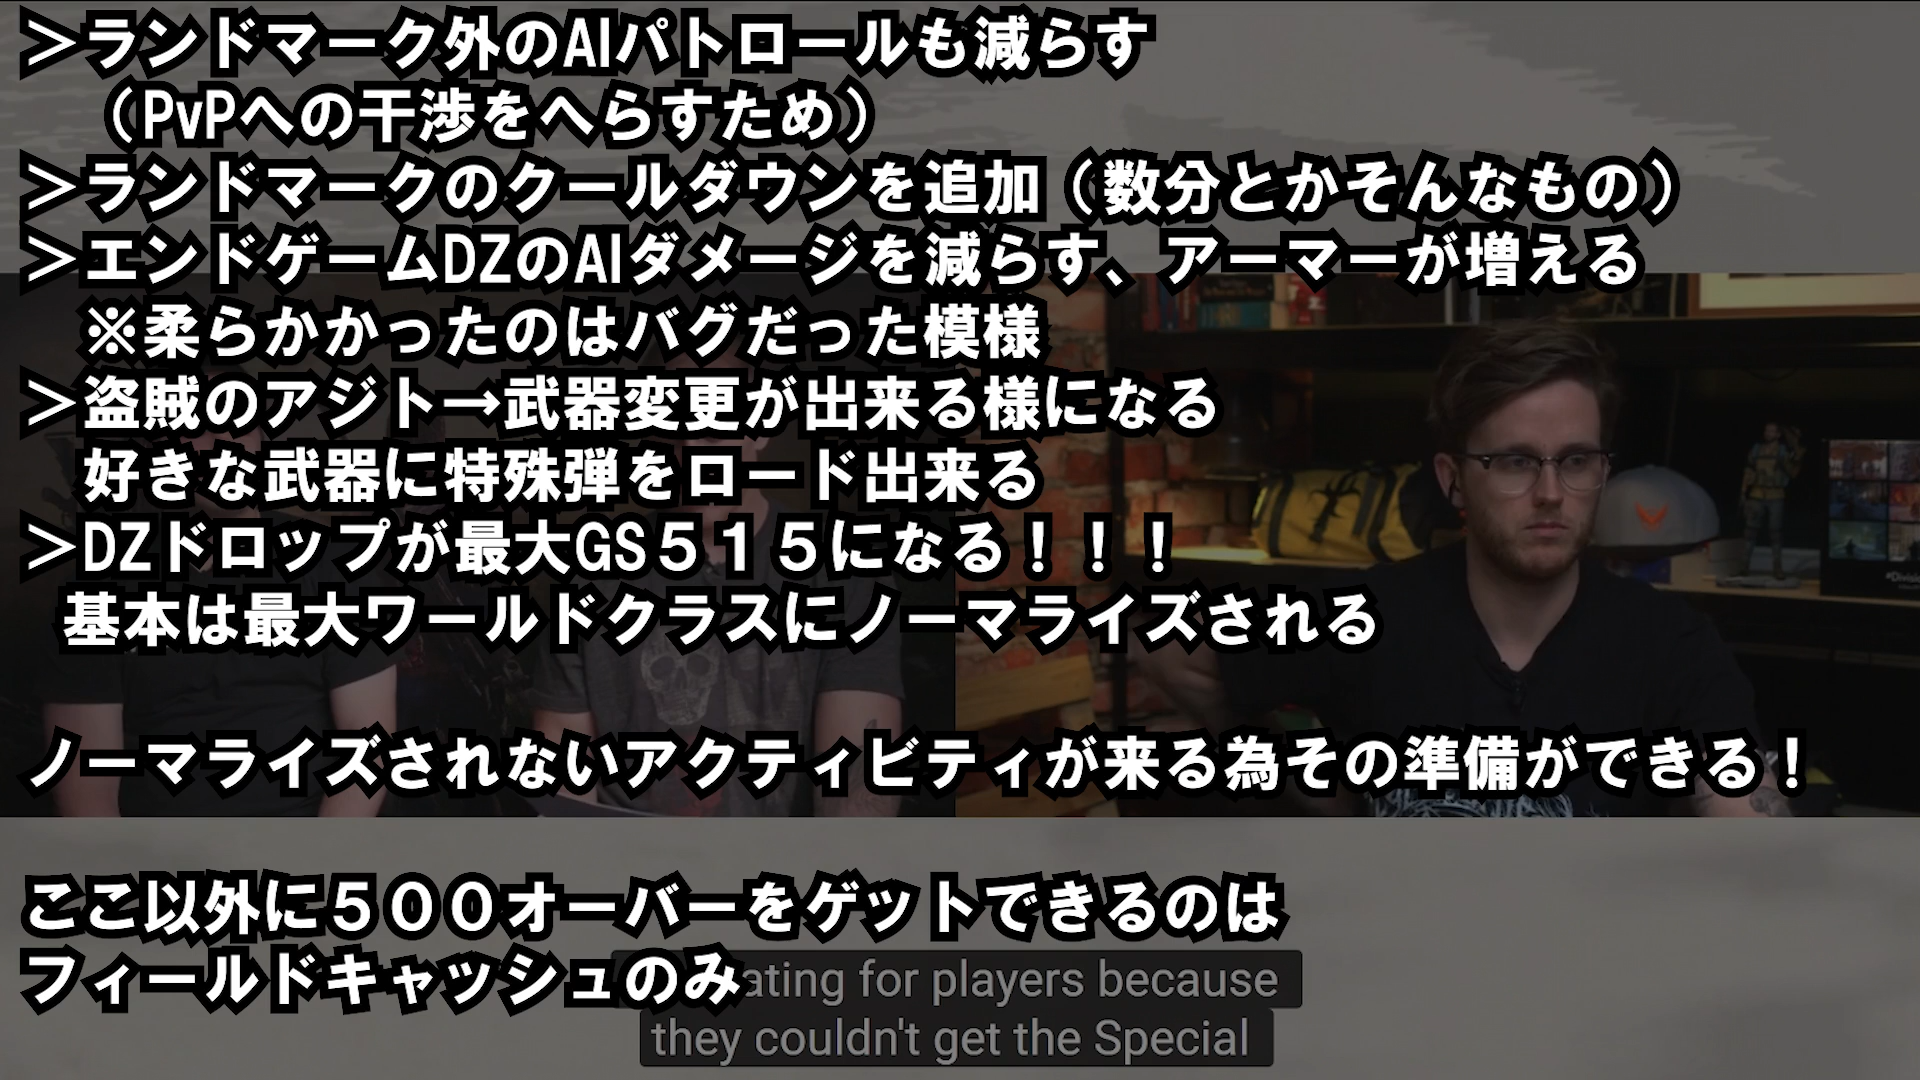 ＞ランドマーク外のAIパトロールも減らす
（PvPへの干渉をへらすため）
＞ランドマークのクールダウンを追加（数分とかそんなもの）
＞エンドゲームDZのAIダメージを減らす、アーマーが増える
※柔らかかったのはバグだった模様
＞盗賊のアジト→武器変更が出来る様になる
好きな武器に特殊弾をロード出来る
＞DZドロップが最大GS５１５になる！！！
基本は最大ワールドクラスにノーマライズされる
ノーマライズされないアクティビティが来る為その準備ができる！
ここ以外に５００オーバーをゲットできるのは
フィールドキャッシュのみ
for players because
they couldn't get the Special